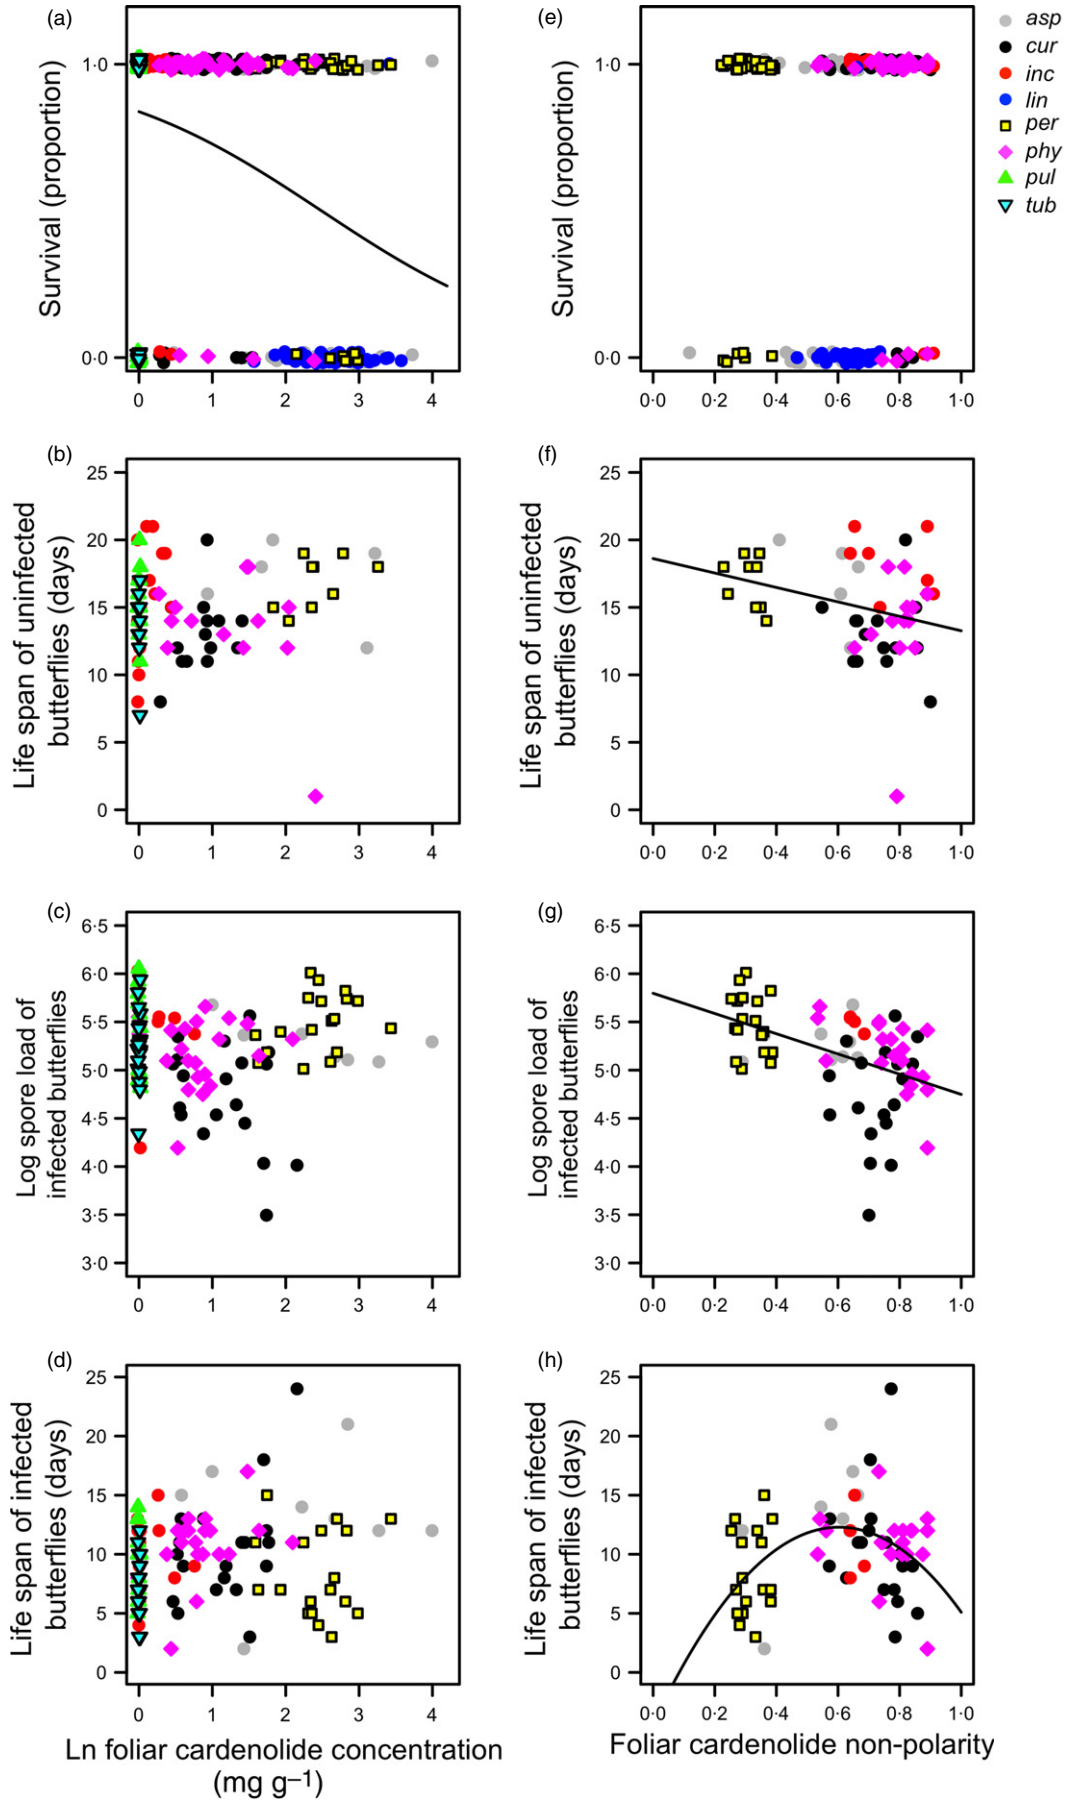 (a)
Survival (proportion)
1·0
0·0
0 1 2 3 4
(e)
Survival (proportion)
1·0
0·0
0·0 0·2 0·4 0·6 0·8 1·0
asp
cur
inc
lin
per
phy
pul
tub
(b)
Life span of uninfected
butterflies (days)
25
20
15
10
5
0
0 1 2 3 4
(f)
Life span of uninfected
butterflies (days)
25
20
15
10
5
0
0·0 0·2 0·4 0·6 0·8 1·0
(c)
Log spore load of
infected butterflies
6·5
6·0
5·5
5·0
4·5
4·0
3·5
3·0
0 1 2 3 4
(g)
Log spore load of
infected butterflies
6·5
6·0
5·5
5·0
4·5
4·0
3·5
3·0
0·0 0·2 0·4 0·6 0·8 1·0
(d)
Life span of infected
butterflies (days)
25
20
15
10
5
0
0 1 2 3 4
Ln foliar cardenolide concentration
(mg g–1)
(h)
Life span of infected
butterflies (days)
25
20
15
10
5
0
0·0 0·2 0·4 0·6 0·8 1·0
Foliar cardenolide non-polarity